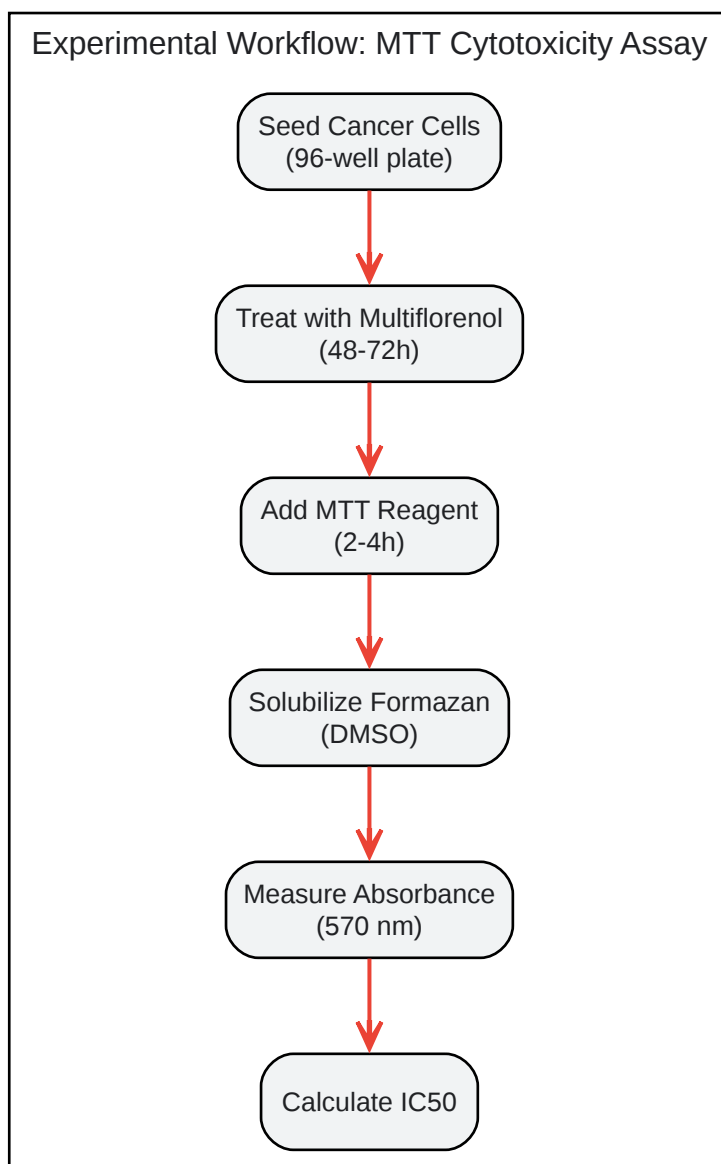 Experimental Workflow: MTT Cytotoxicity Assay
Seed Cancer Cells
(96-well plate)
Treat with Multiflorenol
(48-72h)
Add MTT Reagent
(2-4h)
Solubilize Formazan
(DMSO)
Measure Absorbance
(570 nm)
Calculate IC50